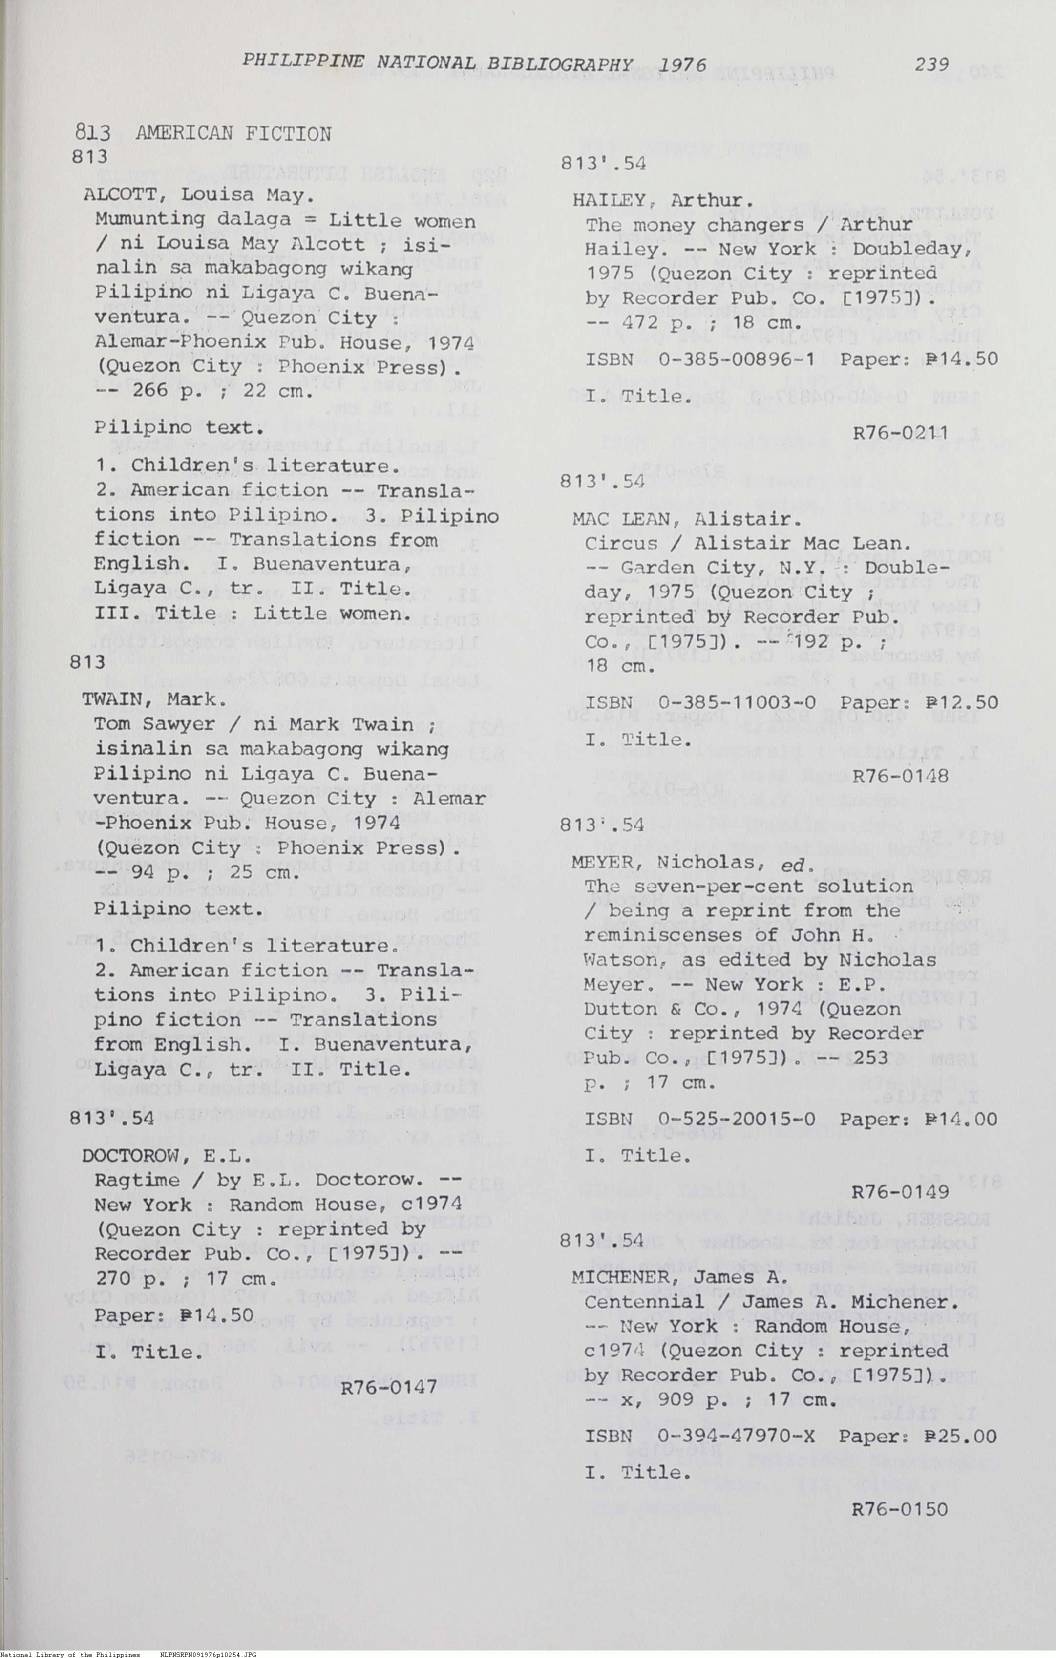 PHILIPPINE NATIONAL BIBLIOGRAPHY 1976 239
813 AMERICAN FICTION
813
ALCOTT, Louisa May.
Mumunting dalaga = Little women
/ ni Louisa May Alcott ; isi-
nalin sa makabagong wikang
Pilipino ni Ligaya C. Buena-
ventura. -- Quezon City :
Alemar-Phoenix Pub. House, 1974
(Quezon City : Phoenix Press).
-- 266 p. ; 22 cm.
Pilipino text.
1. Children's literature.
2. American fiction -- Transla-
tions into Pilipino. 3. Pilipino
fiction -- Translations from
English. I. Buenaventura,
Ligaya C., tr. II. Title.
III. Title : Little women.
813
TWAIN, Mark.
Tom Sawyer / ni Mark Twain ;
isinalin sa makabagong wikang
Pilipino ni Ligaya C. Buena-
ventura. -- Quezon City : Alemar
-Phoenix Pub. House, 1974
(Quezon City : Phoenix Press).
-- 94 p. ; 25 cm.
Pilipino text.
1. Children's literature.
2. American fiction -- Transla-
tions into Pilipino. 3. Pili-
pino fiction -- Translations
from English. I. Buenaventura,
Ligaya C., tr. II. Title.
813'.54
DOCTOROW, E.L.
Ragtime / by E.L. Doctorow. --
New York : Random House, c1974
(Quezon City : reprinted by
Recorder Pub. Co., [1975]). --
270 p. ; 17 cm.
Paper: ₱14.50
I. Title.
R76-0147
813'.54
HAILEY, Arthur.
The money changers / Arthur
Hailey. -- New York : Doubleday,
1975 (Quezon City : reprinted
by Recorder Pub. Co. [1975]).
-- 472 p. ; 18 cm.
ISBN 0-385-00896-1 Paper: ₱14.50
I. Title.
R76-0211
813'.54
MAC LEAN, Alistair.
Circus / Alistair Mac Lean.
-- Garden City, N.Y. : Double-
day, 1975 (Quezon City ;
reprinted by Recorder Pub.
Co., [1975]). -- 192 p. ;
18 cm.
ISBN 0-385-11003-0 Paper: ₱12.50
I. Title.
R76-0148
813'.54
MEYER, Nicholas, ed.
The seven-per-cent solution
/ being a reprint from the
reminiscenses of John H.
Watson, as edited by Nicholas
Meyer. -- New York : E.P.
Dutton & Co., 1974 (Quezon
City : reprinted by Recorder
Pub. Co., [1975]). -- 253
p. ; 17 cm.
ISBN 0-525-20015-0 Paper: ₱14.00
I. Title.
R76-0149
813'.54
MICHENER, James A.
Centennial / James A. Michener.
-- New York : Random House,
c1974 (Quezon City : reprinted
by Recorder Pub. Co., [1975]).
-- x, 909 p. ; 17 cm.
ISBN 0-394-47970-X Paper: ₱25.00
I. Title.
R76-0150
National Library of the Philippines NLPNSRPN091976p10254.JPG